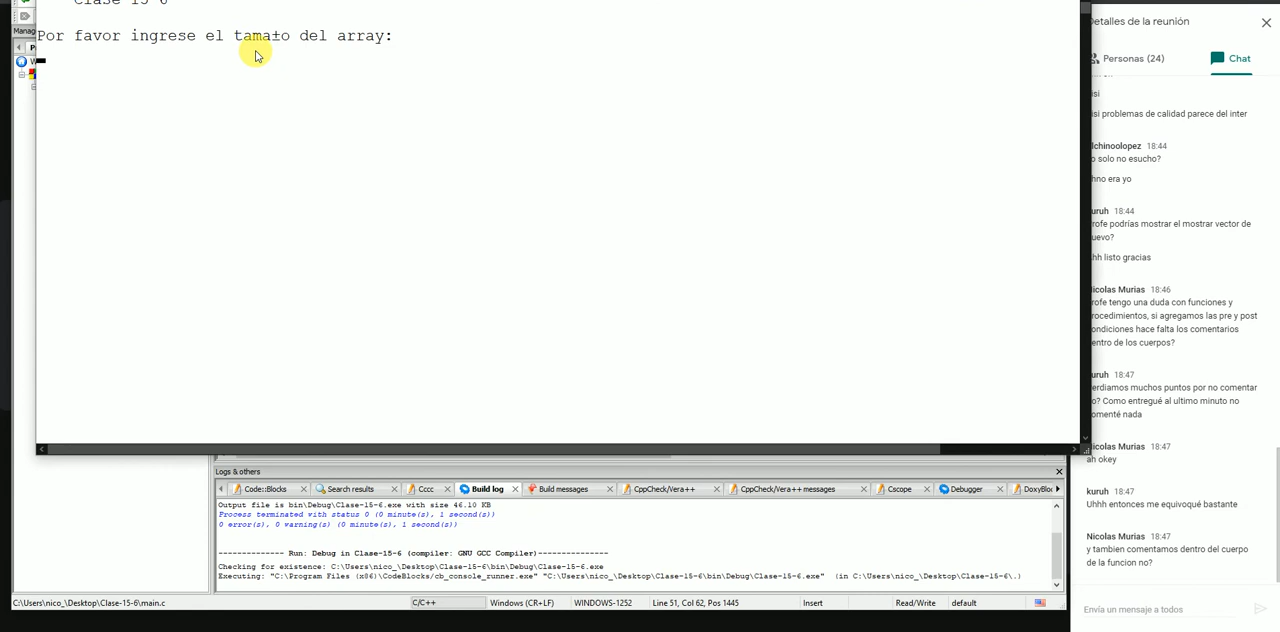 Clase-15-6
Por favor ingrese el tama±o del array:
Manag
P
W
Detalles de la reunión
Personas (24)
Chat
isi
isi problemas de calidad parece del inter
lchinoolopez 18:44
o solo no esucho?
hno era yo
uruh 18:44
rofe podrías mostrar el mostrar vector de
uevo?
hh listo gracias
icolas Murias 18:46
rofe tengo una duda con funciones y
rocedimientos, si agregamos las pre y post
ondiciones hace falta los comentarios
entro de los cuerpos?
uruh 18:47
erdiamos muchos puntos por no comentar
o? Como entregué al ultimo minuto no
omenté nada
icolas Murias 18:47
ah okey
kuruh 18:47
Uhhh entonces me equivoqué bastante
Nicolas Murias 18:47
y tambien comentamos dentro del cuerpo
de la funcion no?
Envía un mensaje a todos
Logs & others
Code::Blocks
Search results
Cccc
Build log
Build messages
CppCheck/Vera++
CppCheck/Vera++ messages
Cscope
Debugger
DoxyBloc
Output file is bin\Debug\Clase-15-6.exe with size 46.10 KB
Process terminated with status 0 (0 minute(s), 1 second(s))
0 error(s), 0 warning(s) (0 minute(s), 1 second(s))
-------------- Run: Debug in Clase-15-6 (compiler: GNU GCC Compiler)---------------
Checking for existence: C:\Users\nico_\Desktop\Clase-15-6\bin\Debug\Clase-15-6.exe
Executing: "C:\Program Files (x86)\CodeBlocks/cb_console_runner.exe" "C:\Users\nico_\Desktop\Clase-15-6\bin\Debug\Clase-15-6.exe"  (in C:\Users\nico_\Desktop\Clase-15-6\.)
C:\Users\nico_\Desktop\Clase-15-6\main.c
C/C++
Windows (CR+LF)
WINDOWS-1252
Line 51, Col 62, Pos 1445
Insert
Read/Write
default